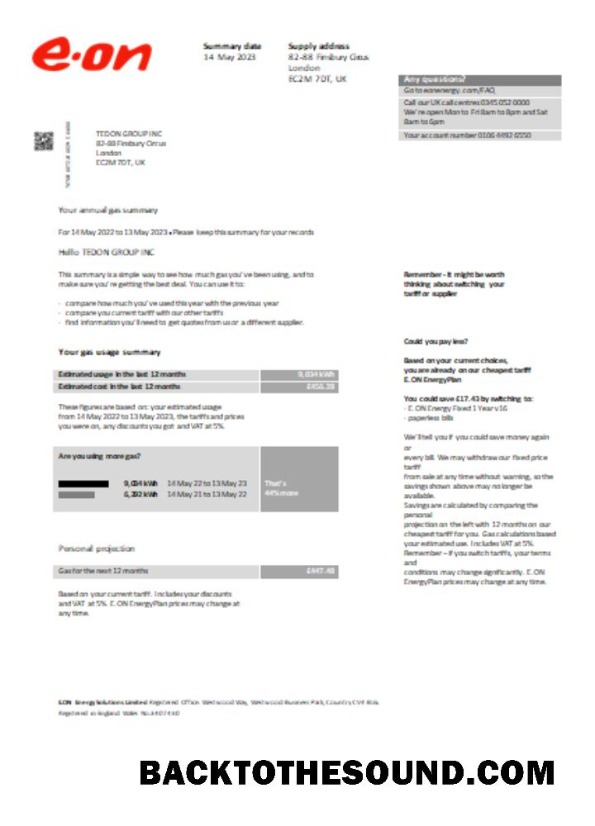 e·on
Summary date
14 May 2023
Supply address
82-88 Finsbury Circus
London
EC2M 7DT, UK
Any questions?
Go to eonenergy.com/FAQ
Call our UK call centres 0345 052 0000
We're open Mon to Fri 8am to 8pm and Sat
8am to 6pm
Your account number 0106 4492 6550
TEDON GROUP INC
82-88 Finsbury Circus
London
EC2M 7DT, UK
Your annual gas summary
For 14 May 2022 to 13 May 2023 • Please keep this summary for your records
Hello TEDON GROUP INC
This summary is a simple way to see how much gas you've been using, and to
make sure you're getting the best deal. You can use it to:
- compare how much you've used this year with the previous year
- compare you current tariff with our other tariffs
- find information you'll need to get quotes from us or a different supplier.
Remember - it might be worth
thinking about switching your
tariff or supplier
Your gas usage summary
Estimated usage in the last 12 months 9,034 kWh
Estimated cost in the last 12 months £456.28
These figures are based on: your estimated usage
from 14 May 2022 to 13 May 2023, the tariffs and prices
you were on, any discounts you got and VAT at 5%.
Are you using more gas?
9,034 kWh 14 May 22 to 13 May 23
6,292 kWh 14 May 21 to 13 May 22
That's
44% more
Personal projection
Gas for the next 12 months £447.48
Based on your current tariff. Includes your discounts
and VAT at 5%. E.ON EnergyPlan prices may change at
any time.
Could you pay less?
Based on your current choices,
you are already on our cheapest tariff
E.ON EnergyPlan
You could save £17.43 by switching to:
- E.ON Energy Fixed 1 Year v16
- paperless bills
We'll tell you if you could save money again
or
every bill. We may withdraw our fixed price
tariff
from sale at any time without warning, so the
savings shown above may no longer be
available.
Savings are calculated by comparing the
personal
projection on the left with 12 months on our
cheapest tariff for you. Gas calculations based
your estimated use. Includes VAT at 5%.
Remember - if you switch tariffs, your terms
and
conditions may change significantly. E.ON
EnergyPlan prices may change at any time.
EON Energy Solutions Limited Registered Office: Westwood Way, Westwood Business Park, Country CV4 8LG.
Registered in England Wales No.
BACKTOTHESOUND.COM